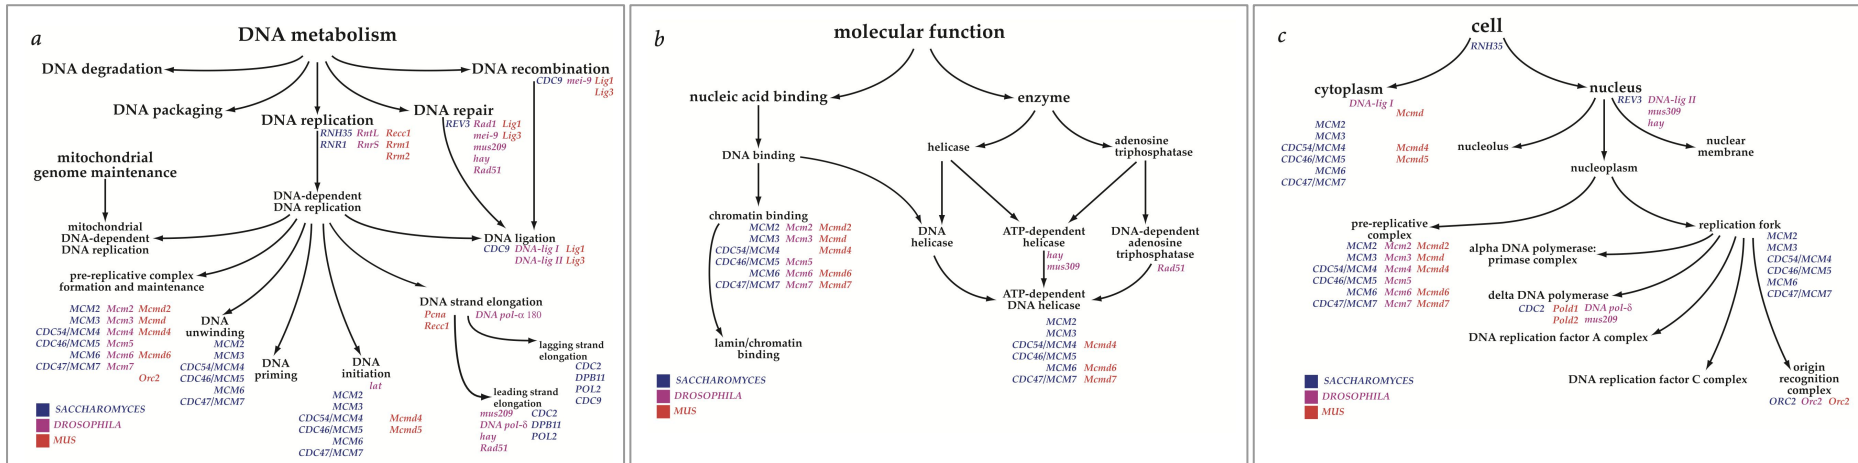 a
DNA metabolism
DNA degradation
DNA recombination
CDC9 mei-9 Lig1
Lig3
DNA packaging
DNA repair
REV3 Rad1 Lig1
mei-9 Lig3
mus209
hay
Rad51
DNA replication
RNH35 RntL Recc1
RNR1 RnrS Rrm1
Rrm2
mitochondrial
genome maintenance
DNA-dependent
DNA replication
mitochondrial
DNA-dependent
DNA replication
DNA ligation
CDC9 DNA-lig I Lig1
DNA-lig II Lig3
pre-replicative complex
formation and maintenance
MCM2 Mcm2 Mcmd2
MCM3 Mcm3 Mcmd
CDC54/MCM4 Mcm4 Mcmd4
CDC46/MCM5 Mcm5
MCM6 Mcm6 Mcmd6
CDC47/MCM7 Mcm7
Orc2
DNA
unwinding
MCM2
MCM3
CDC54/MCM4
CDC46/MCM5
MCM6
CDC47/MCM7
DNA
priming
DNA
initiation
lat
MCM2
MCM3
CDC54/MCM4 Mcmd4
CDC46/MCM5 Mcmd5
MCM6
CDC47/MCM7
DNA strand elongation
Pcna DNA pol-α 180
Recc1
lagging strand
elongation
CDC2
DPB11
POL2
CDC9
leading strand
elongation
mus209 CDC2
DNA pol-δ DPB11
hay POL2
Rad51
SACCHAROMYCES
DROSOPHILA
MUS
b
molecular function
nucleic acid binding
enzyme
DNA binding
helicase
adenosine
triphosphatase
chromatin binding
MCM2 Mcm2 Mcmd2
MCM3 Mcm3 Mcmd
CDC54/MCM4 Mcmd4
CDC46/MCM5 Mcm5
MCM6 Mcm6 Mcmd6
CDC47/MCM7 Mcm7 Mcmd7
DNA
helicase
ATP-dependent
helicase
hay
mus309
DNA-dependent
adenosine
triphosphatase
Rad51
ATP-dependent
DNA helicase
MCM2
MCM3
CDC54/MCM4 Mcmd4
CDC46/MCM5
MCM6 Mcmd6
CDC47/MCM7 Mcmd7
lamin/chromatin
binding
SACCHAROMYCES
DROSOPHILA
MUS
c
cell
RNH35
cytoplasm
DNA-lig I
Mcmd
MCM2
MCM3
CDC54/MCM4 Mcmd4
CDC46/MCM5 Mcmd5
MCM6
CDC47/MCM7
nucleus
REV3 DNA-lig II
mus309
hay
nucleolus
nuclear
membrane
nucleoplasm
pre-replicative
complex
MCM2 Mcm2 Mcmd2
MCM3 Mcm3 Mcmd
CDC54/MCM4 Mcm4 Mcmd4
CDC46/MCM5 Mcm5
MCM6 Mcm6 Mcmd6
CDC47/MCM7 Mcm7 Mcmd7
replication fork
MCM2
MCM3
CDC54/MCM4
CDC46/MCM5
MCM6
CDC47/MCM7
alpha DNA polymerase:
primase complex
delta DNA polymerase
CDC2 Pold1 DNA pol-δ
Pold2 mus209
DNA replication factor A complex
DNA replication factor C complex
origin
recognition
complex
ORC2 Orc2 Orc2
SACCHAROMYCES
DROSOPHILA
MUS